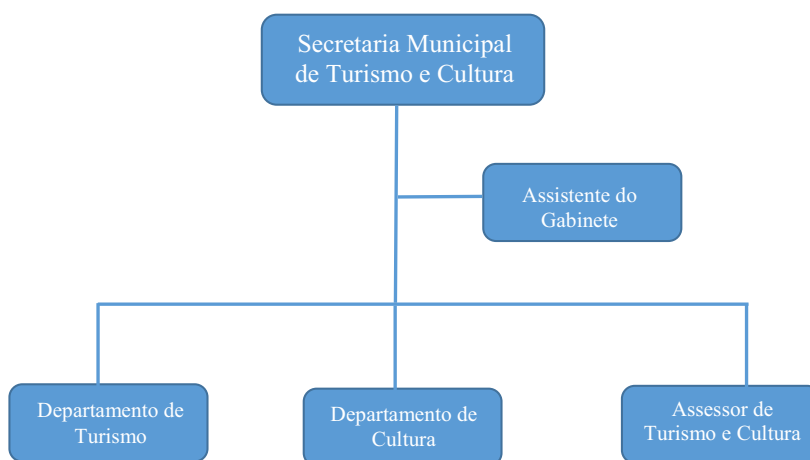 Secretaria Municipal
de Turismo e Cultura
Assistente do
Gabinete
Departamento de
Turismo
Departamento de
Cultura
Assessor de
Turismo e Cultura